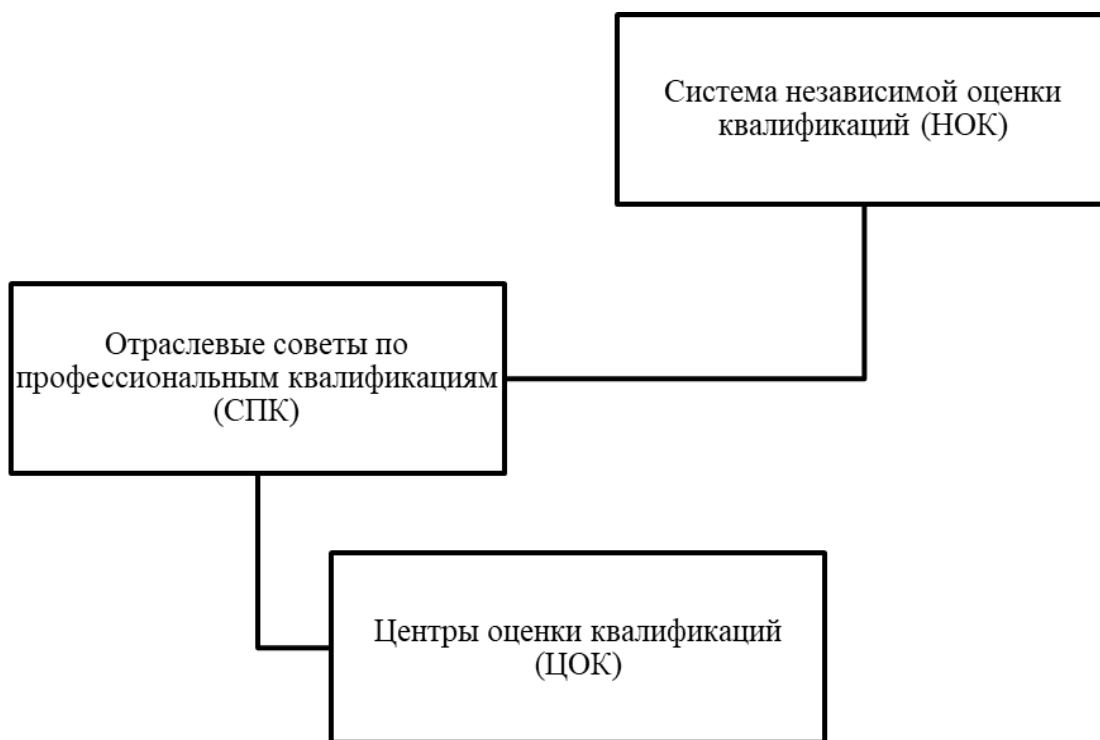 Система независимой оценки
квалификаций (НОК)
Отраслевые советы по
профессиональным квалификациям
(СПК)
Центры оценки квалификаций
(ЦОК)